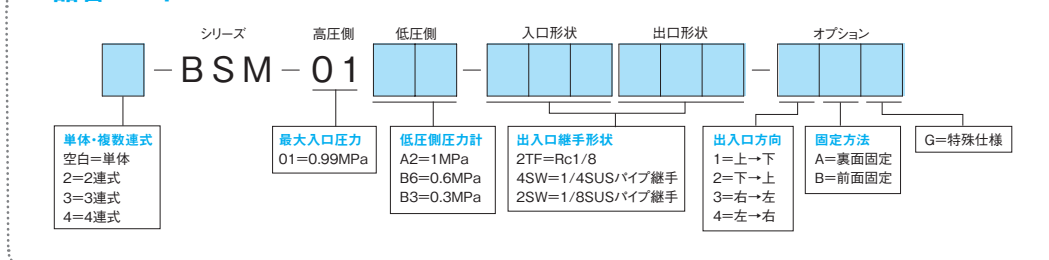 シリーズ 高圧側 低圧側 入口形状 出口形状 オプション
－BSM－01 － －
単体・複数連式
空白＝単体
2＝2連式
3＝3連式
4＝4連式
最大入口圧力
01＝0.99MPa
低圧側圧力計
A2＝1MPa
B6＝0.6MPa
B3＝0.3MPa
出入口継手形状
2TF＝Rc1/8
4SW＝1/4SUSパイプ継手
2SW＝1/8SUSパイプ継手
出入口方向
1＝上→下
2＝下→上
3＝右→左
4＝左→右
固定方法
A＝裏面固定
B＝前面固定
G＝特殊仕様